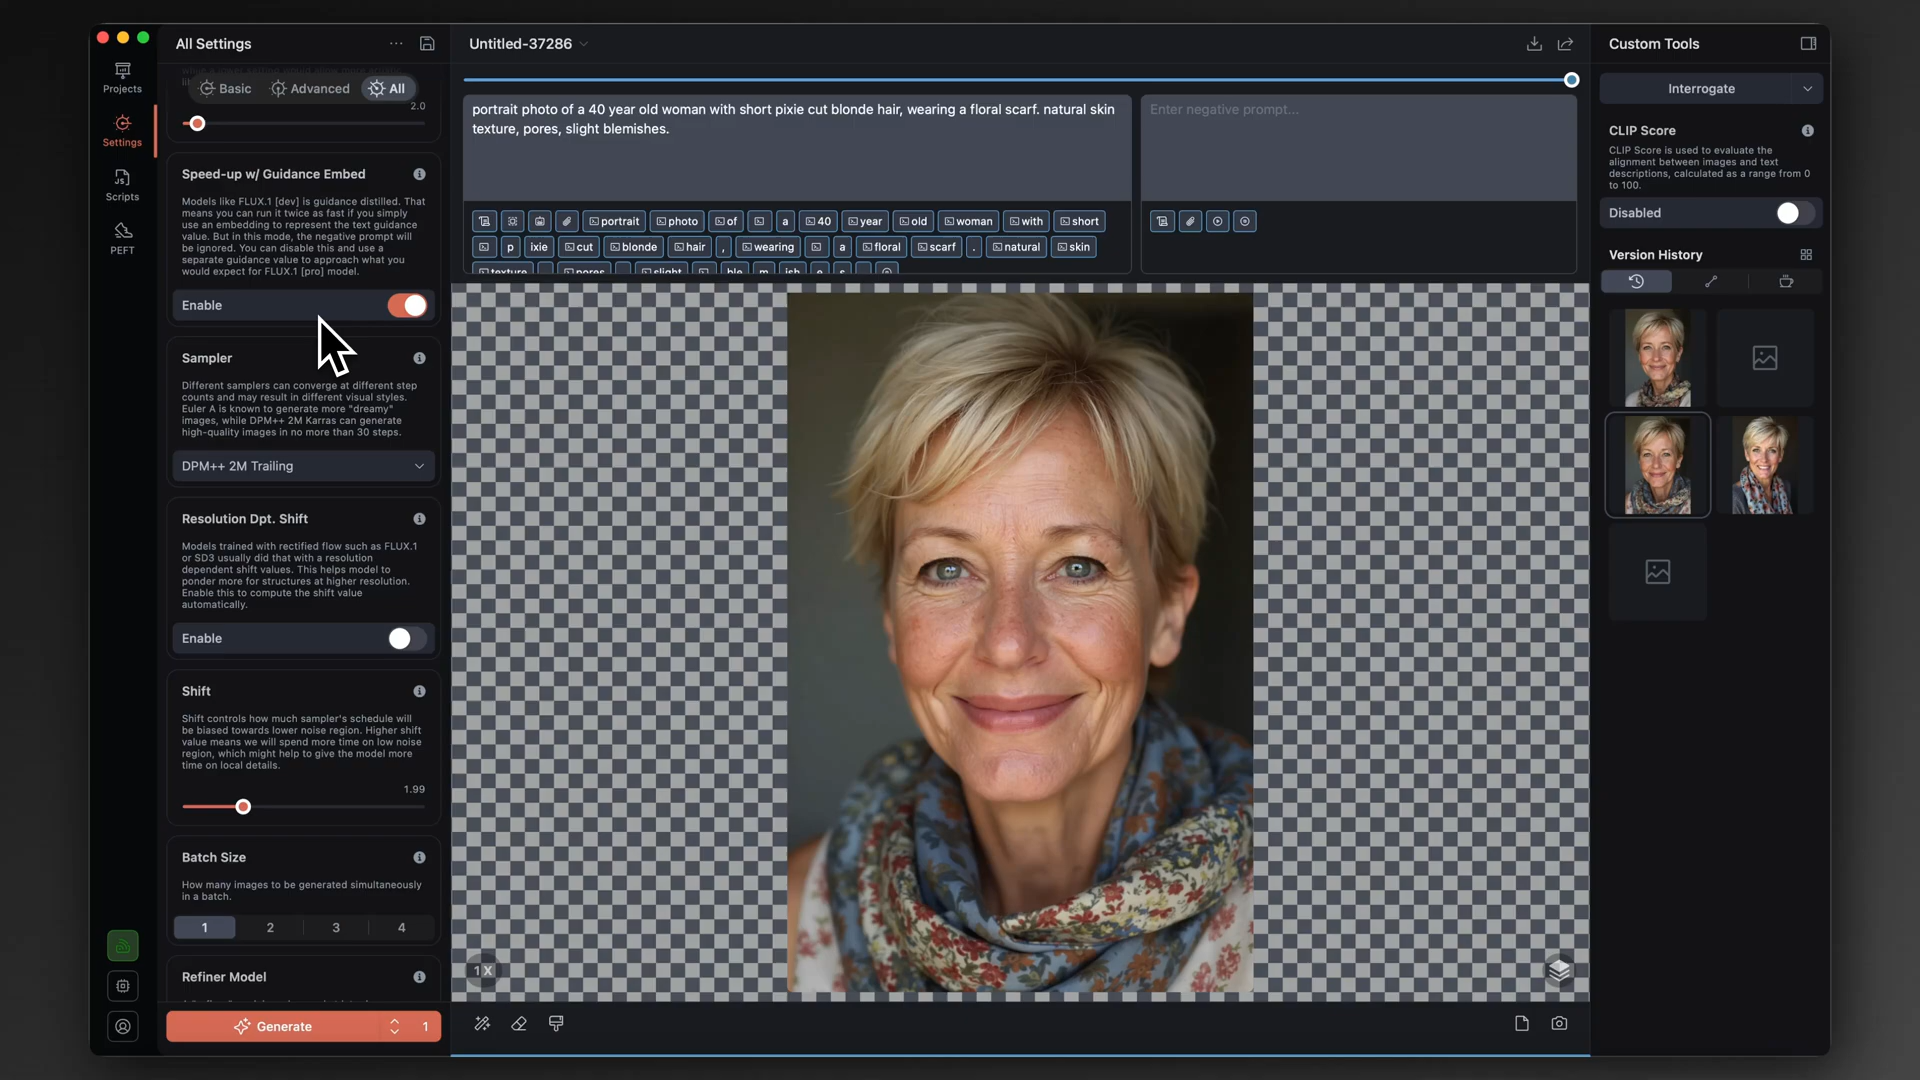 All Settings
Basic
Advanced
All
2.0
Projects
Settings
Scripts
PEFT
Speed-up w/ Guidance Embed
Models like FLUX.1 [dev] is guidance distilled. That
means you can run it twice as fast if you simply
use an embedding to represent the text guidance
value. But in this mode, the negative prompt will
be ignored. You can disable this and use a
separate guidance value to approach what you
would expect for FLUX.1 [pro] model.
Enable
Sampler
Different samplers can converge at different step
counts and may result in different visual styles.
Euler A is known to generate more "dreamy"
images, while DPM++ 2M Karras can generate
high-quality images in no more than 30 steps.
DPM++ 2M Trailing
Resolution Dpt. Shift
Models trained with rectified flow such as FLUX.1
or SD3 usually did that with a resolution
dependent shift values. This helps model to
ponder more for structures at higher resolution.
Enable this to compute the shift value
automatically.
Enable
Shift
Shift controls how much sampler's schedule will
be biased towards lower noise region. Higher shift
value means we will spend more time on low noise
region, which might help to give the model more
time on local details.
1.99
Batch Size
How many images to be generated simultaneously
in a batch.
1 2 3 4
Refiner Model
Generate 1
Untitled-37286
portrait photo of a 40 year old woman with short pixie cut blonde hair, wearing a floral scarf. natural skin
texture, pores, slight blemishes.
Enter negative prompt...
portrait photo of a 40 year old woman with short
p ixie cut blonde hair , wearing a floral scarf . natural skin
texture , pores , slight ble m ish e s .
1 X
Custom Tools
Interrogate
CLIP Score
CLIP Score is used to evaluate the
alignment between images and text
descriptions, calculated as a range from 0
to 100.
Disabled
Version History